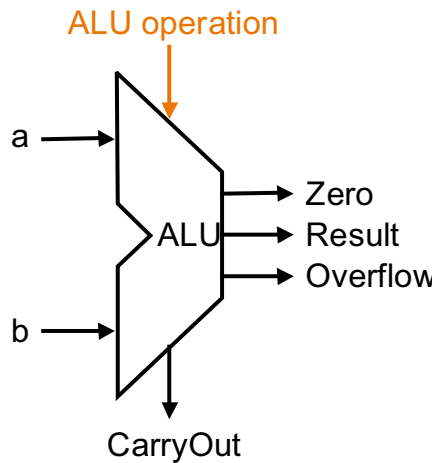 ALU operation
a
Zero
ALU
Result
Overflow
b
CarryOut